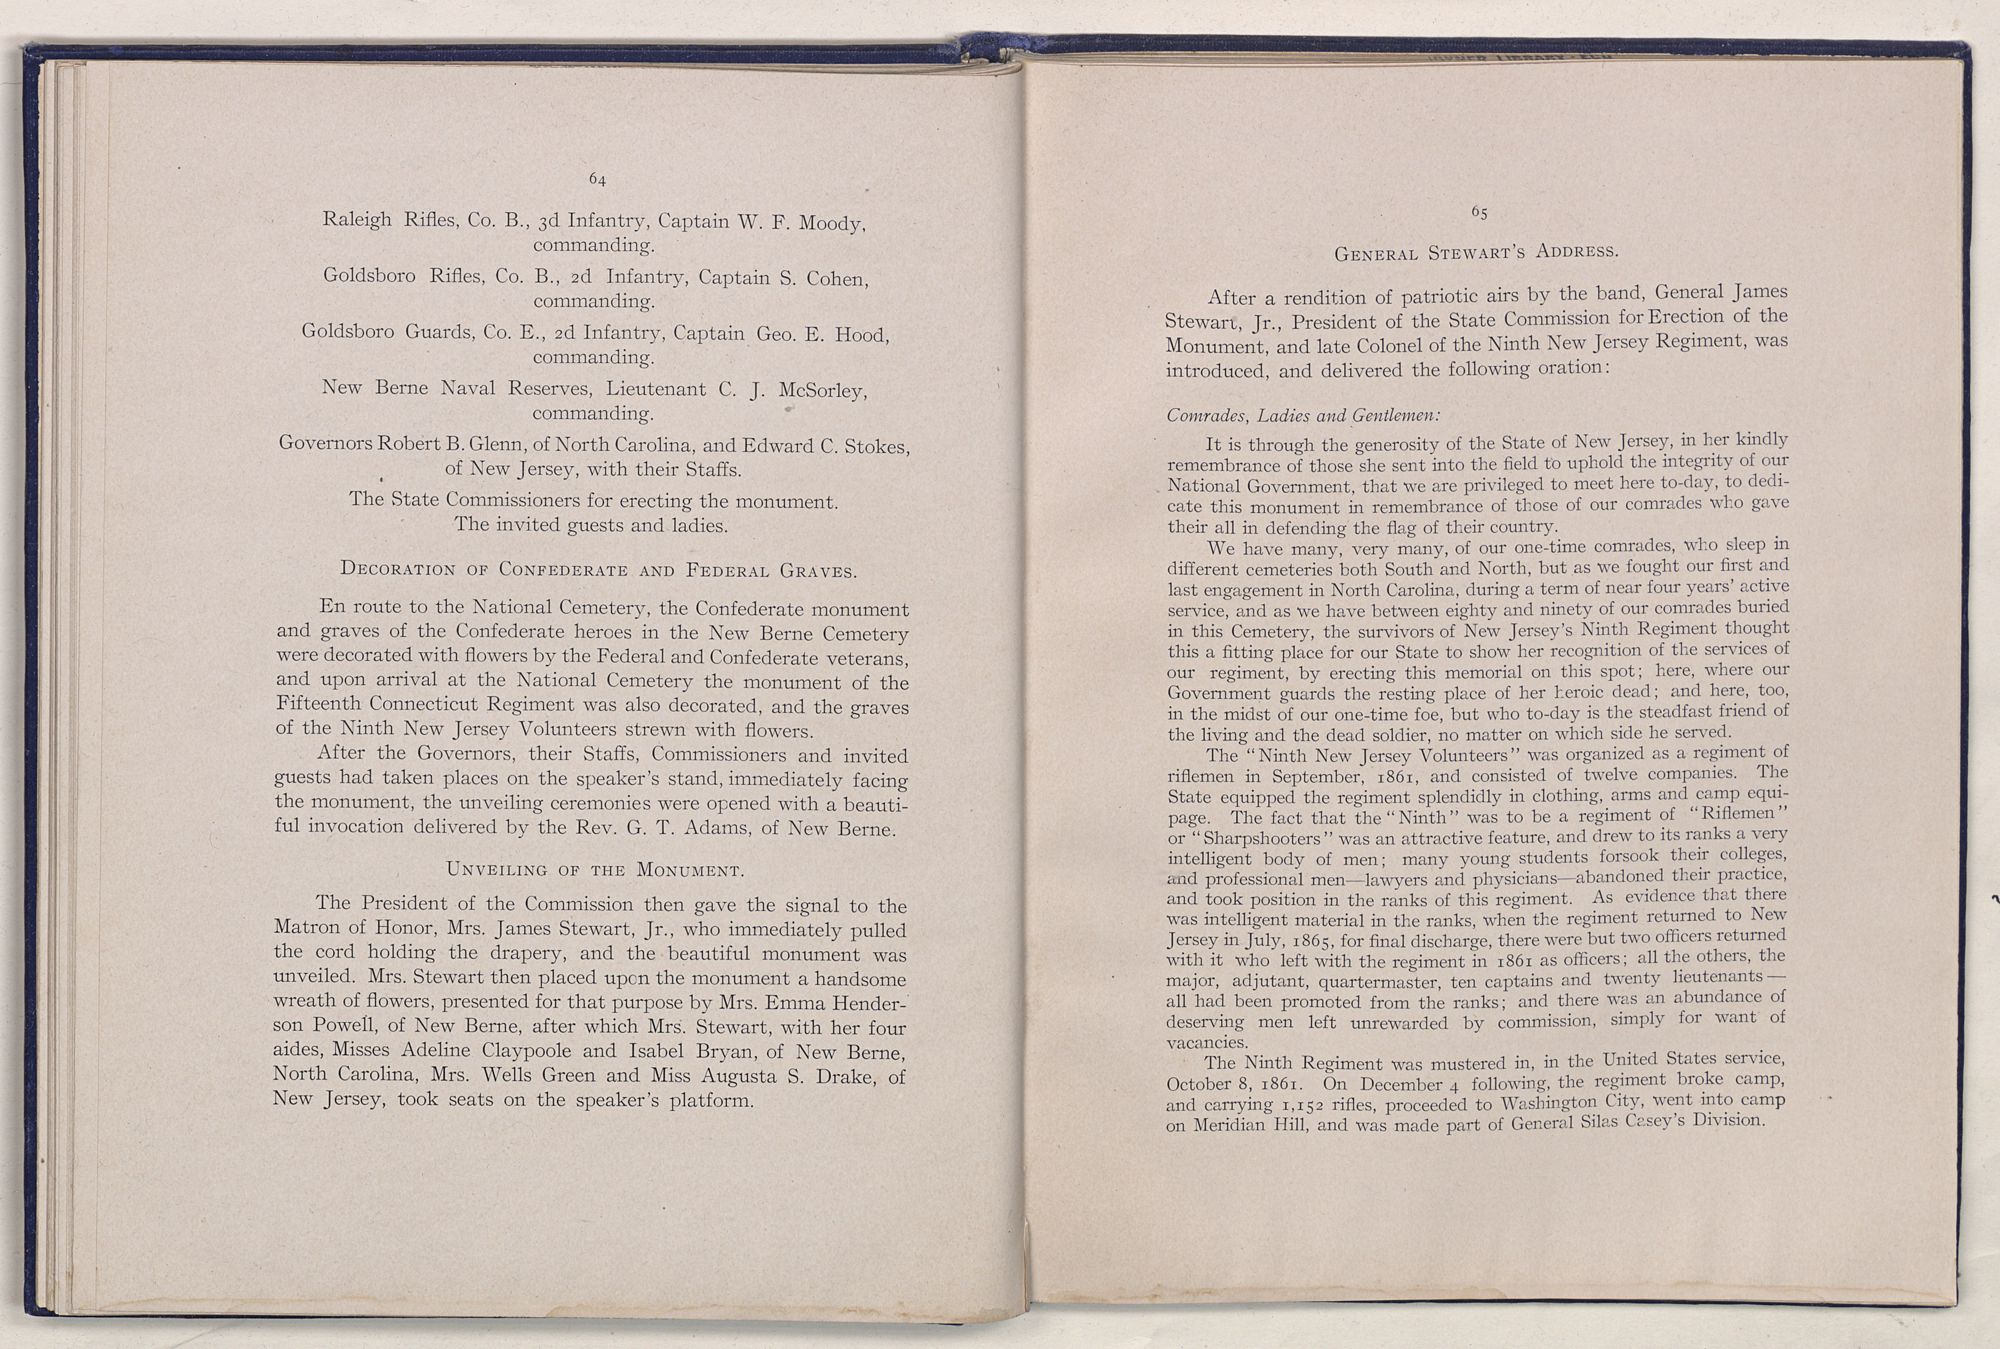 64
Raleigh Rifles, Co. B., 3d Infantry, Captain W. F. Moody,
commanding.
Goldsboro Rifles, Co. B., 2d Infantry, Captain S. Cohen,
commanding.
Goldsboro Guards, Co. E., 2d Infantry, Captain Geo. E. Hood,
commanding.
New Berne Naval Reserves, Lieutenant C. J. McSorley,
commanding.
Governors Robert B. Glenn, of North Carolina, and Edward C. Stokes,
of New Jersey, with their Staffs.
The State Commissioners for erecting the monument.
The invited guests and ladies.
Decoration of Confederate and Federal Graves.
En route to the National Cemetery, the Confederate monument
and graves of the Confederate heroes in the New Berne Cemetery
were decorated with flowers by the Federal and Confederate veterans,
and upon arrival at the National Cemetery the monument of the
Fifteenth Connecticut Regiment was also decorated, and the graves
of the Ninth New Jersey Volunteers strewn with flowers.
After the Governors, their Staffs, Commissioners and invited
guests had taken places on the speaker's stand, immediately facing
the monument, the unveiling ceremonies were opened with a beauti-
ful invocation delivered by the Rev. G. T. Adams, of New Berne.
Unveiling of the Monument.
The President of the Commission then gave the signal to the
Matron of Honor, Mrs. James Stewart, Jr., who immediately pulled
the cord holding the drapery, and the beautiful monument was
unveiled. Mrs. Stewart then placed upon the monument a handsome
wreath of flowers, presented for that purpose by Mrs. Emma Hender-
son Powell, of New Berne, after which Mrs. Stewart, with her four
aides, Misses Adeline Claypoole and Isabel Bryan, of New Berne,
North Carolina, Mrs. Wells Green and Miss Augusta S. Drake, of
New Jersey, took seats on the speaker's platform.
JOYNER LIBRARY - ECU
65
General Stewart's Address.
After a rendition of patriotic airs by the band, General James
Stewart, Jr., President of the State Commission for Erection of the
Monument, and late Colonel of the Ninth New Jersey Regiment, was
introduced, and delivered the following oration:
Comrades, Ladies and Gentlemen:
It is through the generosity of the State of New Jersey, in her kindly
remembrance of those she sent into the field to uphold the integrity of our
National Government, that we are privileged to meet here to-day, to dedi-
cate this monument in remembrance of those of our comrades who gave
their all in defending the flag of their country.
We have many, very many, of our one-time comrades, who sleep in
different cemeteries both South and North, but as we fought our first and
last engagement in North Carolina, during a term of near four years' active
service, and as we have between eighty and ninety of our comrades buried
in this Cemetery, the survivors of New Jersey's Ninth Regiment thought
this a fitting place for our State to show her recognition of the services of
our regiment, by erecting this memorial on this spot; here, where our
Government guards the resting place of her heroic dead; and here, too,
in the midst of our one-time foe, but who to-day is the steadfast friend of
the living and the dead soldier, no matter on which side he served.
The "Ninth New Jersey Volunteers" was organized as a regiment of
riflemen in September, 1861, and consisted of twelve companies. The
State equipped the regiment splendidly in clothing, arms and camp equi-
page. The fact that the "Ninth" was to be a regiment of "Riflemen"
or "Sharpshooters" was an attractive feature, and drew to its ranks a very
intelligent body of men; many young students forsook their colleges,
and professional men—lawyers and physicians—abandoned their practice,
and took position in the ranks of this regiment. As evidence that there
was intelligent material in the ranks, when the regiment returned to New
Jersey in July, 1865, for final discharge, there were but two officers returned
with it who left with the regiment in 1861 as officers; all the others, the
major, adjutant, quartermaster, ten captains and twenty lieutenants—
all had been promoted from the ranks; and there was an abundance of
deserving men left unrewarded by commission, simply for want of
vacancies.
The Ninth Regiment was mustered in, in the United States service,
October 8, 1861. On December 4 following, the regiment broke camp,
and carrying 1,152 rifles, proceeded to Washington City, went into camp
on Meridian Hill, and was made part of General Silas Casey's Division.